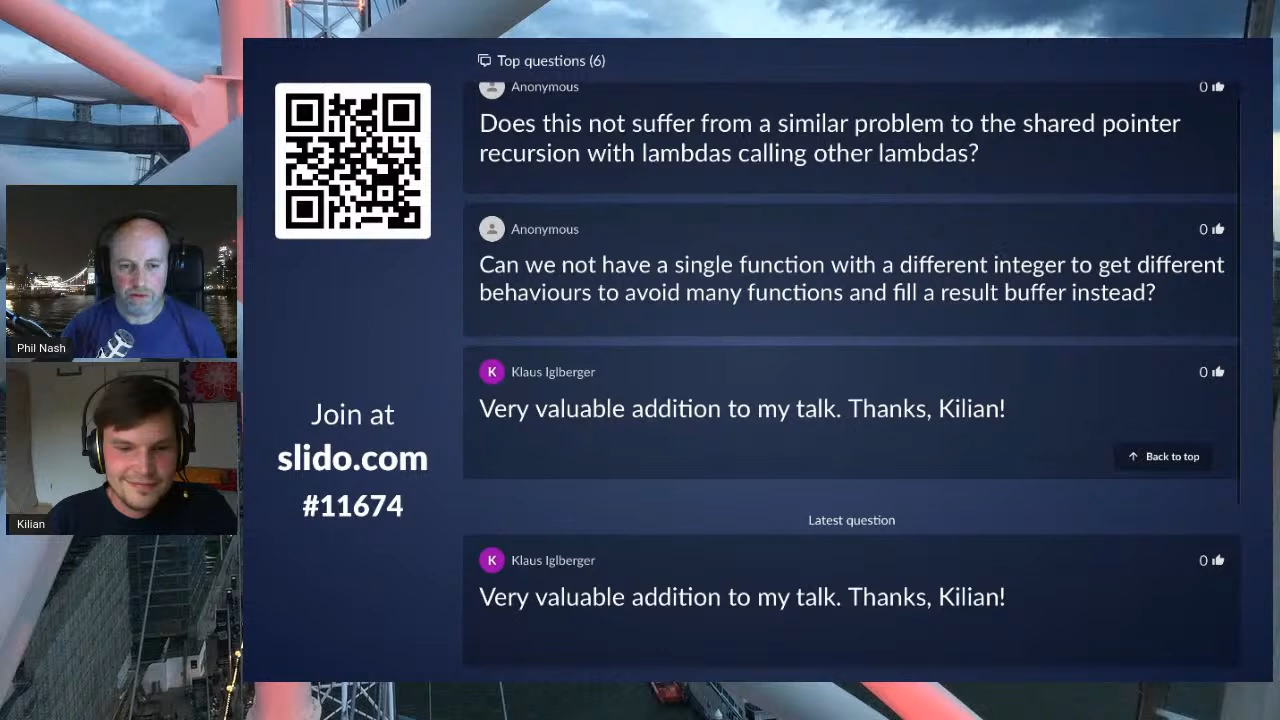 Top questions (6)
Anonymous
0
Does this not suffer from a similar problem to the shared pointer
recursion with lambdas calling other lambdas?
Anonymous
0
Can we not have a single function with a different integer to get different
behaviours to avoid many functions and fill a result buffer instead?
K
Klaus Iglberger
0
Very valuable addition to my talk. Thanks, Kilian!
Back to top
Latest question
K
Klaus Iglberger
0
Very valuable addition to my talk. Thanks, Kilian!
Join at
slido.com
#11674
Phil Nash
Kilian